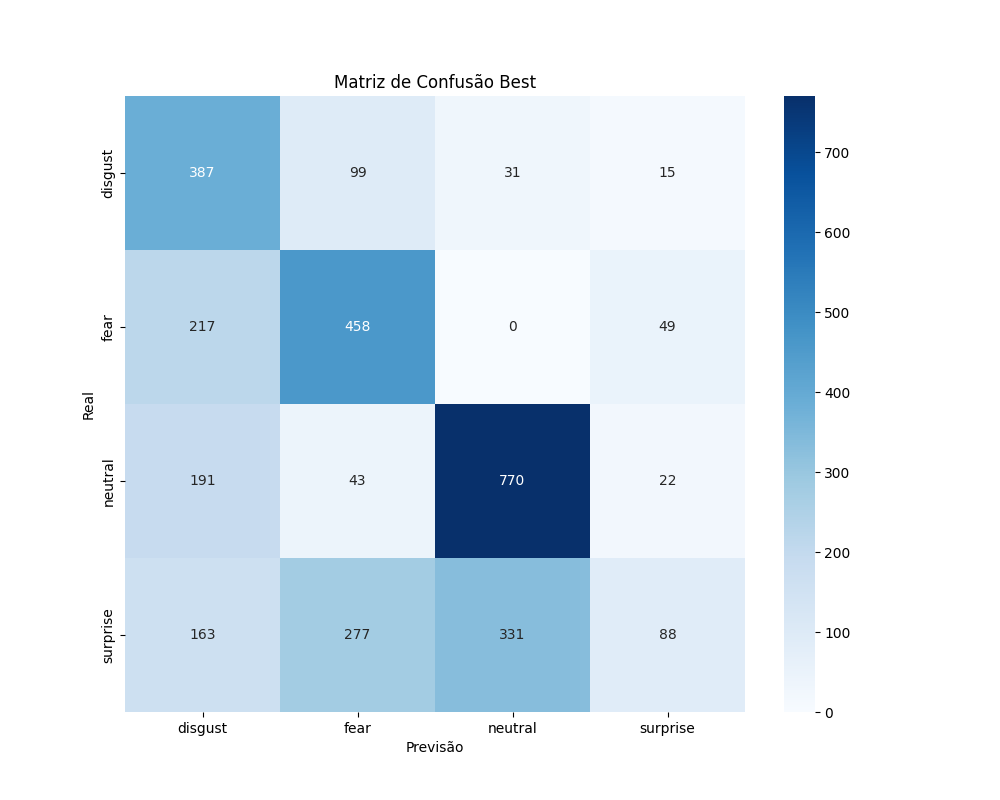 Matriz de Confusão Best
disgust 387 99 31 15
fear 217 458 0 49
neutral 191 43 770 22
surprise 163 277 331 88
Real
disgust fear neutral surprise
Previsão
700
600
500
400
300
200
100
0